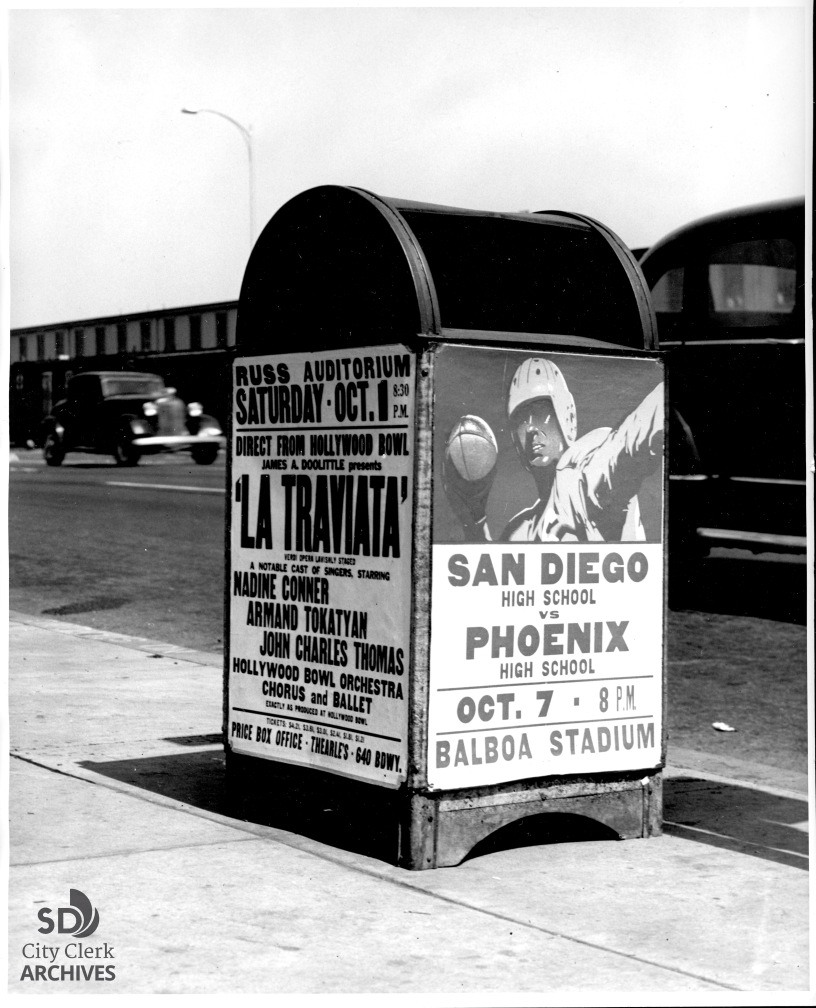 RUSS AUDITORIUM
SATURDAY · OCT. 1 8:30 P.M.
DIRECT FROM HOLLYWOOD BOWL
JAMES A. DOOLITTLE presents
'LA TRAVIATA'
VERDI OPERA LAVISHLY STAGED
A NOTABLE CAST OF SINGERS, STARRING
NADINE CONNER
ARMAND TOKATYAN
JOHN CHARLES THOMAS
HOLLYWOOD BOWL ORCHESTRA
CHORUS and BALLET
EXACTLY AS PRODUCED AT HOLLYWOOD BOWL
TICKETS:
PRICE BOX OFFICE · THEARLE'S · 640 BDWY.
SAN DIEGO
HIGH SCHOOL
VS
PHOENIX
HIGH SCHOOL
OCT. 7 · 8 P.M.
BALBOA STADIUM
SD
City Clerk
ARCHIVES